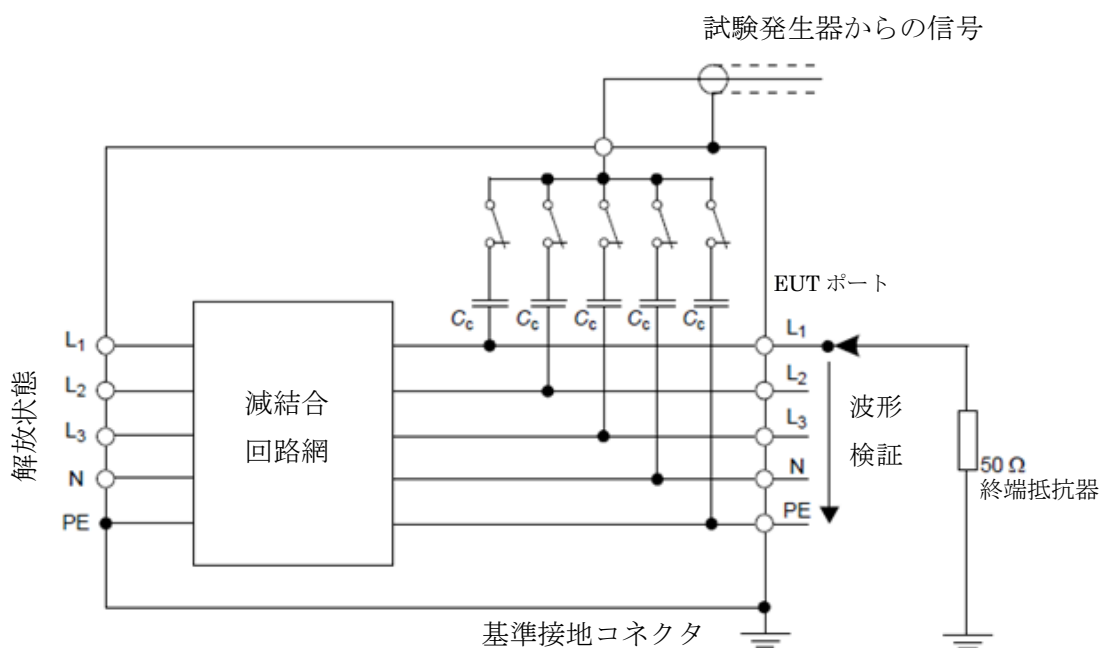 試験発生器からの信号
EUT ポート
Cc Cc Cc Cc Cc
解放状態
L1
L2
L3
N
PE
減結合
回路網
L1
L2
L3
N
PE
波形
検証
50 Ω
終端抵抗器
基準接地コネクタ